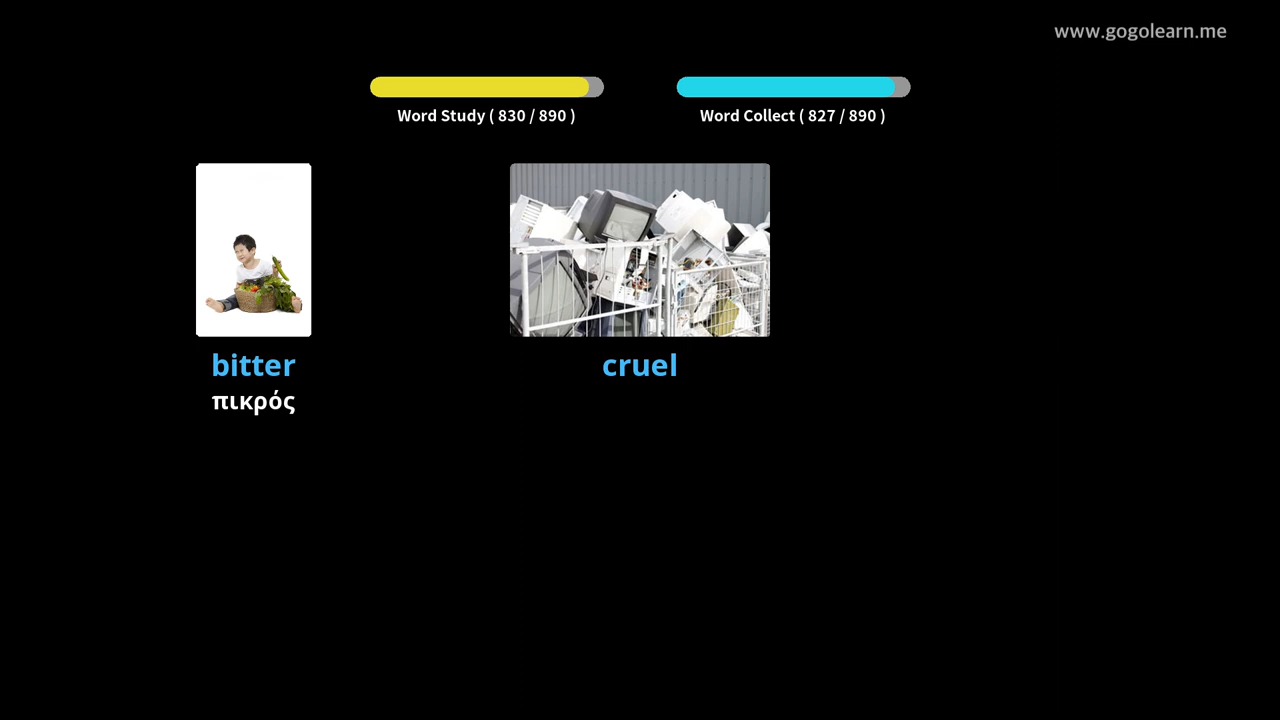 www.gogolearn.me
Word Study ( 830 / 890 )
Word Collect ( 827 / 890 )
bitter
πικρός
cruel